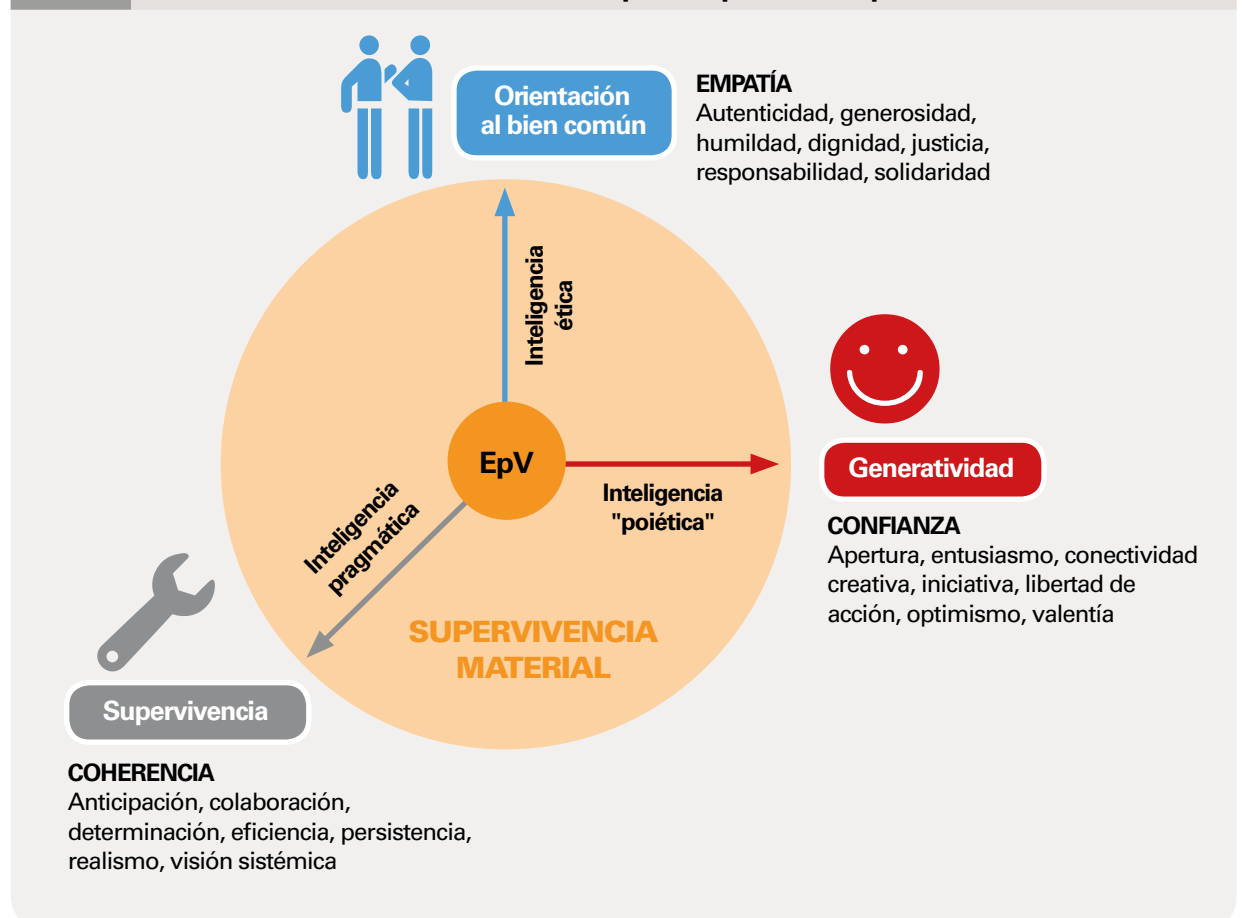 Orientación
al bien común
EMPATÍA
Autenticidad, generosidad,
humildad, dignidad, justicia,
responsabilidad, solidaridad
Inteligencia
ética
EpV
Inteligencia
"poiética"
Generatividad
CONFIANZA
Apertura, entusiasmo, conectividad
creativa, iniciativa, libertad de
acción, optimismo, valentía
Inteligencia
pragmática
SUPERVIVENCIA
MATERIAL
Supervivencia
COHERENCIA
Anticipación, colaboración,
determinación, eficiencia, persistencia,
realismo, visión sistémica